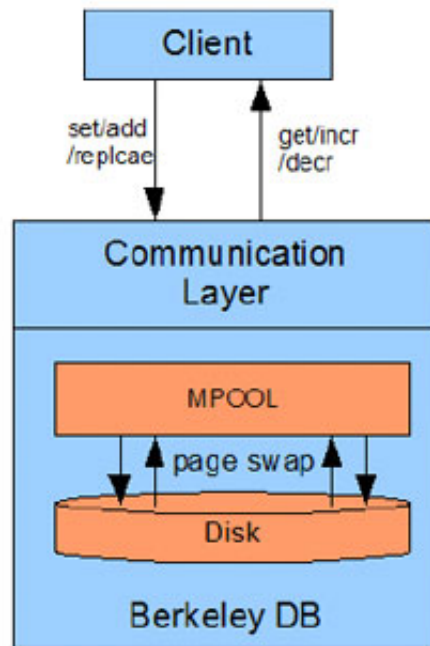 Client
set/add
/replcae
get/incr
/decr
Communication
Layer
MPOOL
page swap
Disk
Berkeley DB